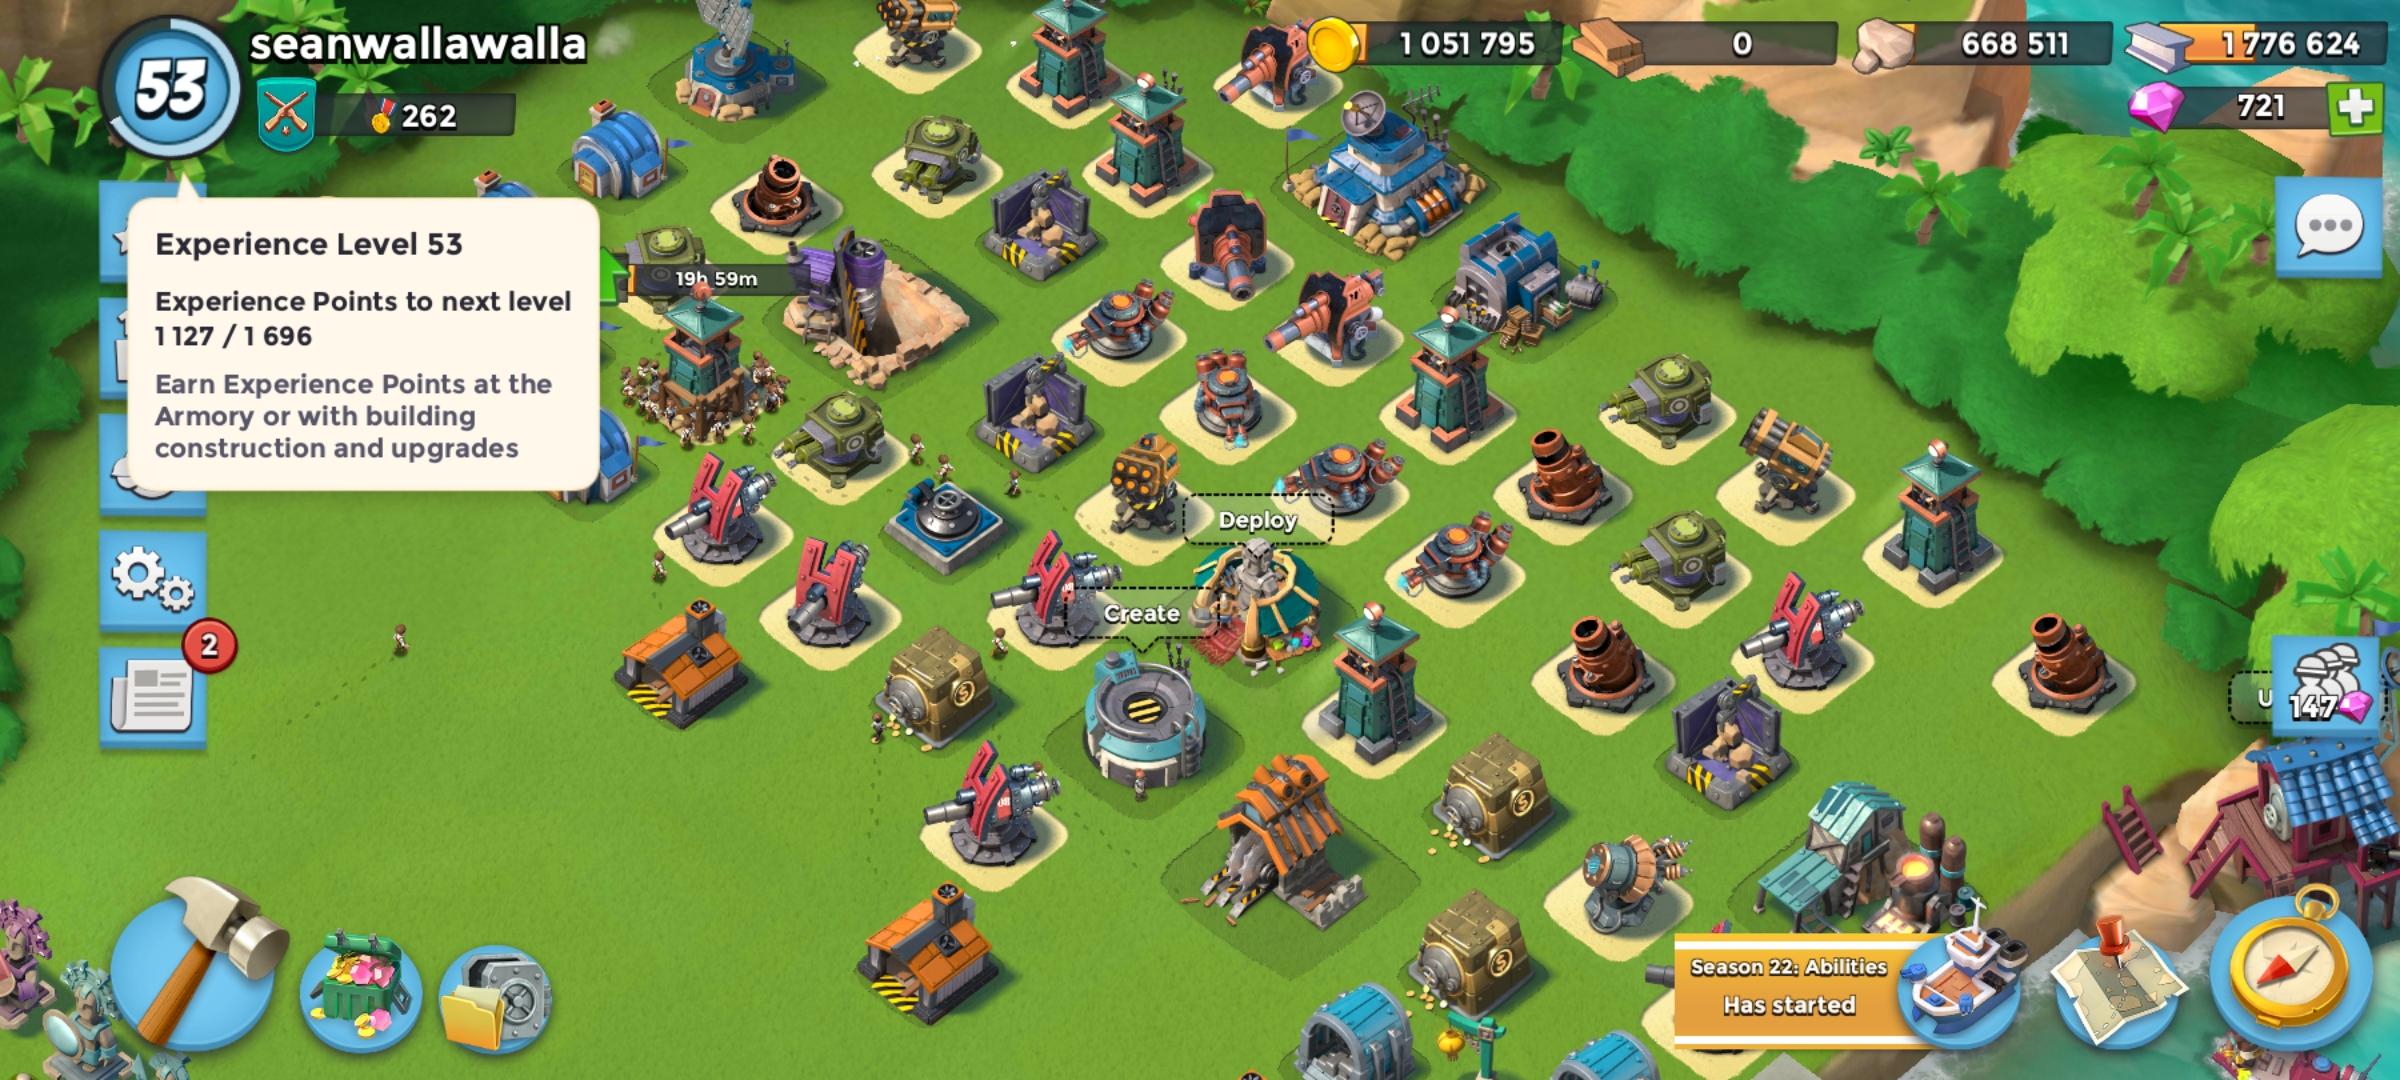 53
seanwallawalla
262
1 051 795
0
668 511
1 776 624
721
Experience Level 53
Experience Points to next level
1 127 / 1 696
Earn Experience Points at the
Armory or with building
construction and upgrades
19h 59m
Deploy
Create
2
U
147
Season 22: Abilities
Has started